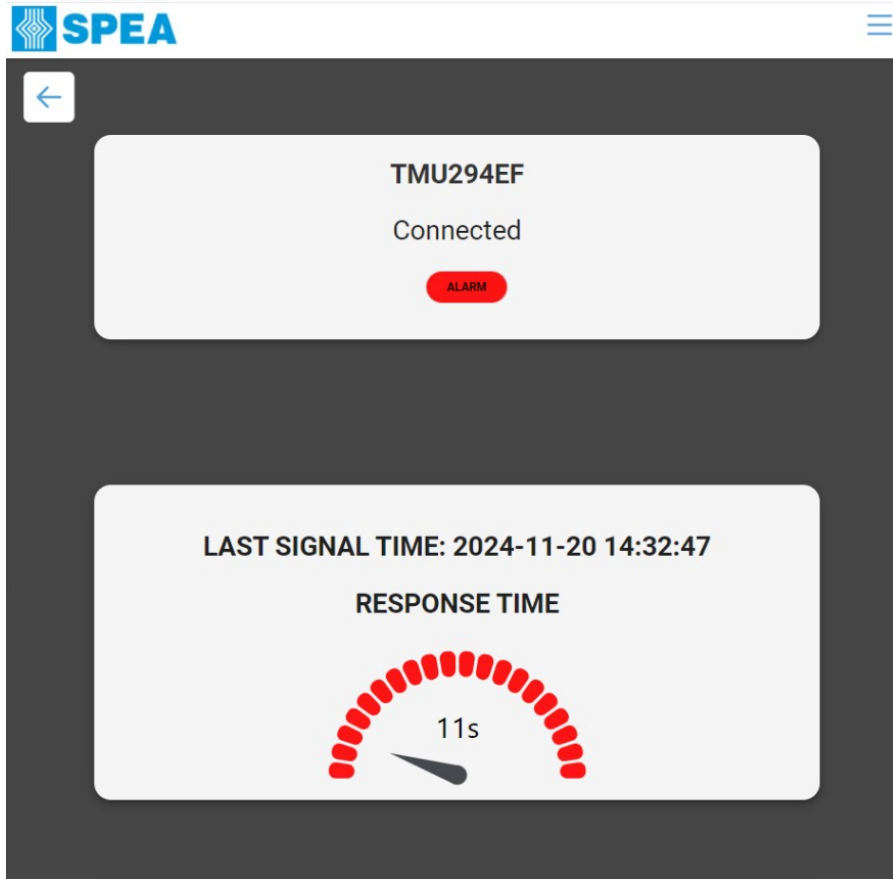 SPEA
TMU294EF
Connected
ALARM
LAST SIGNAL TIME: 2024-11-20 14:32:47
RESPONSE TIME
11s